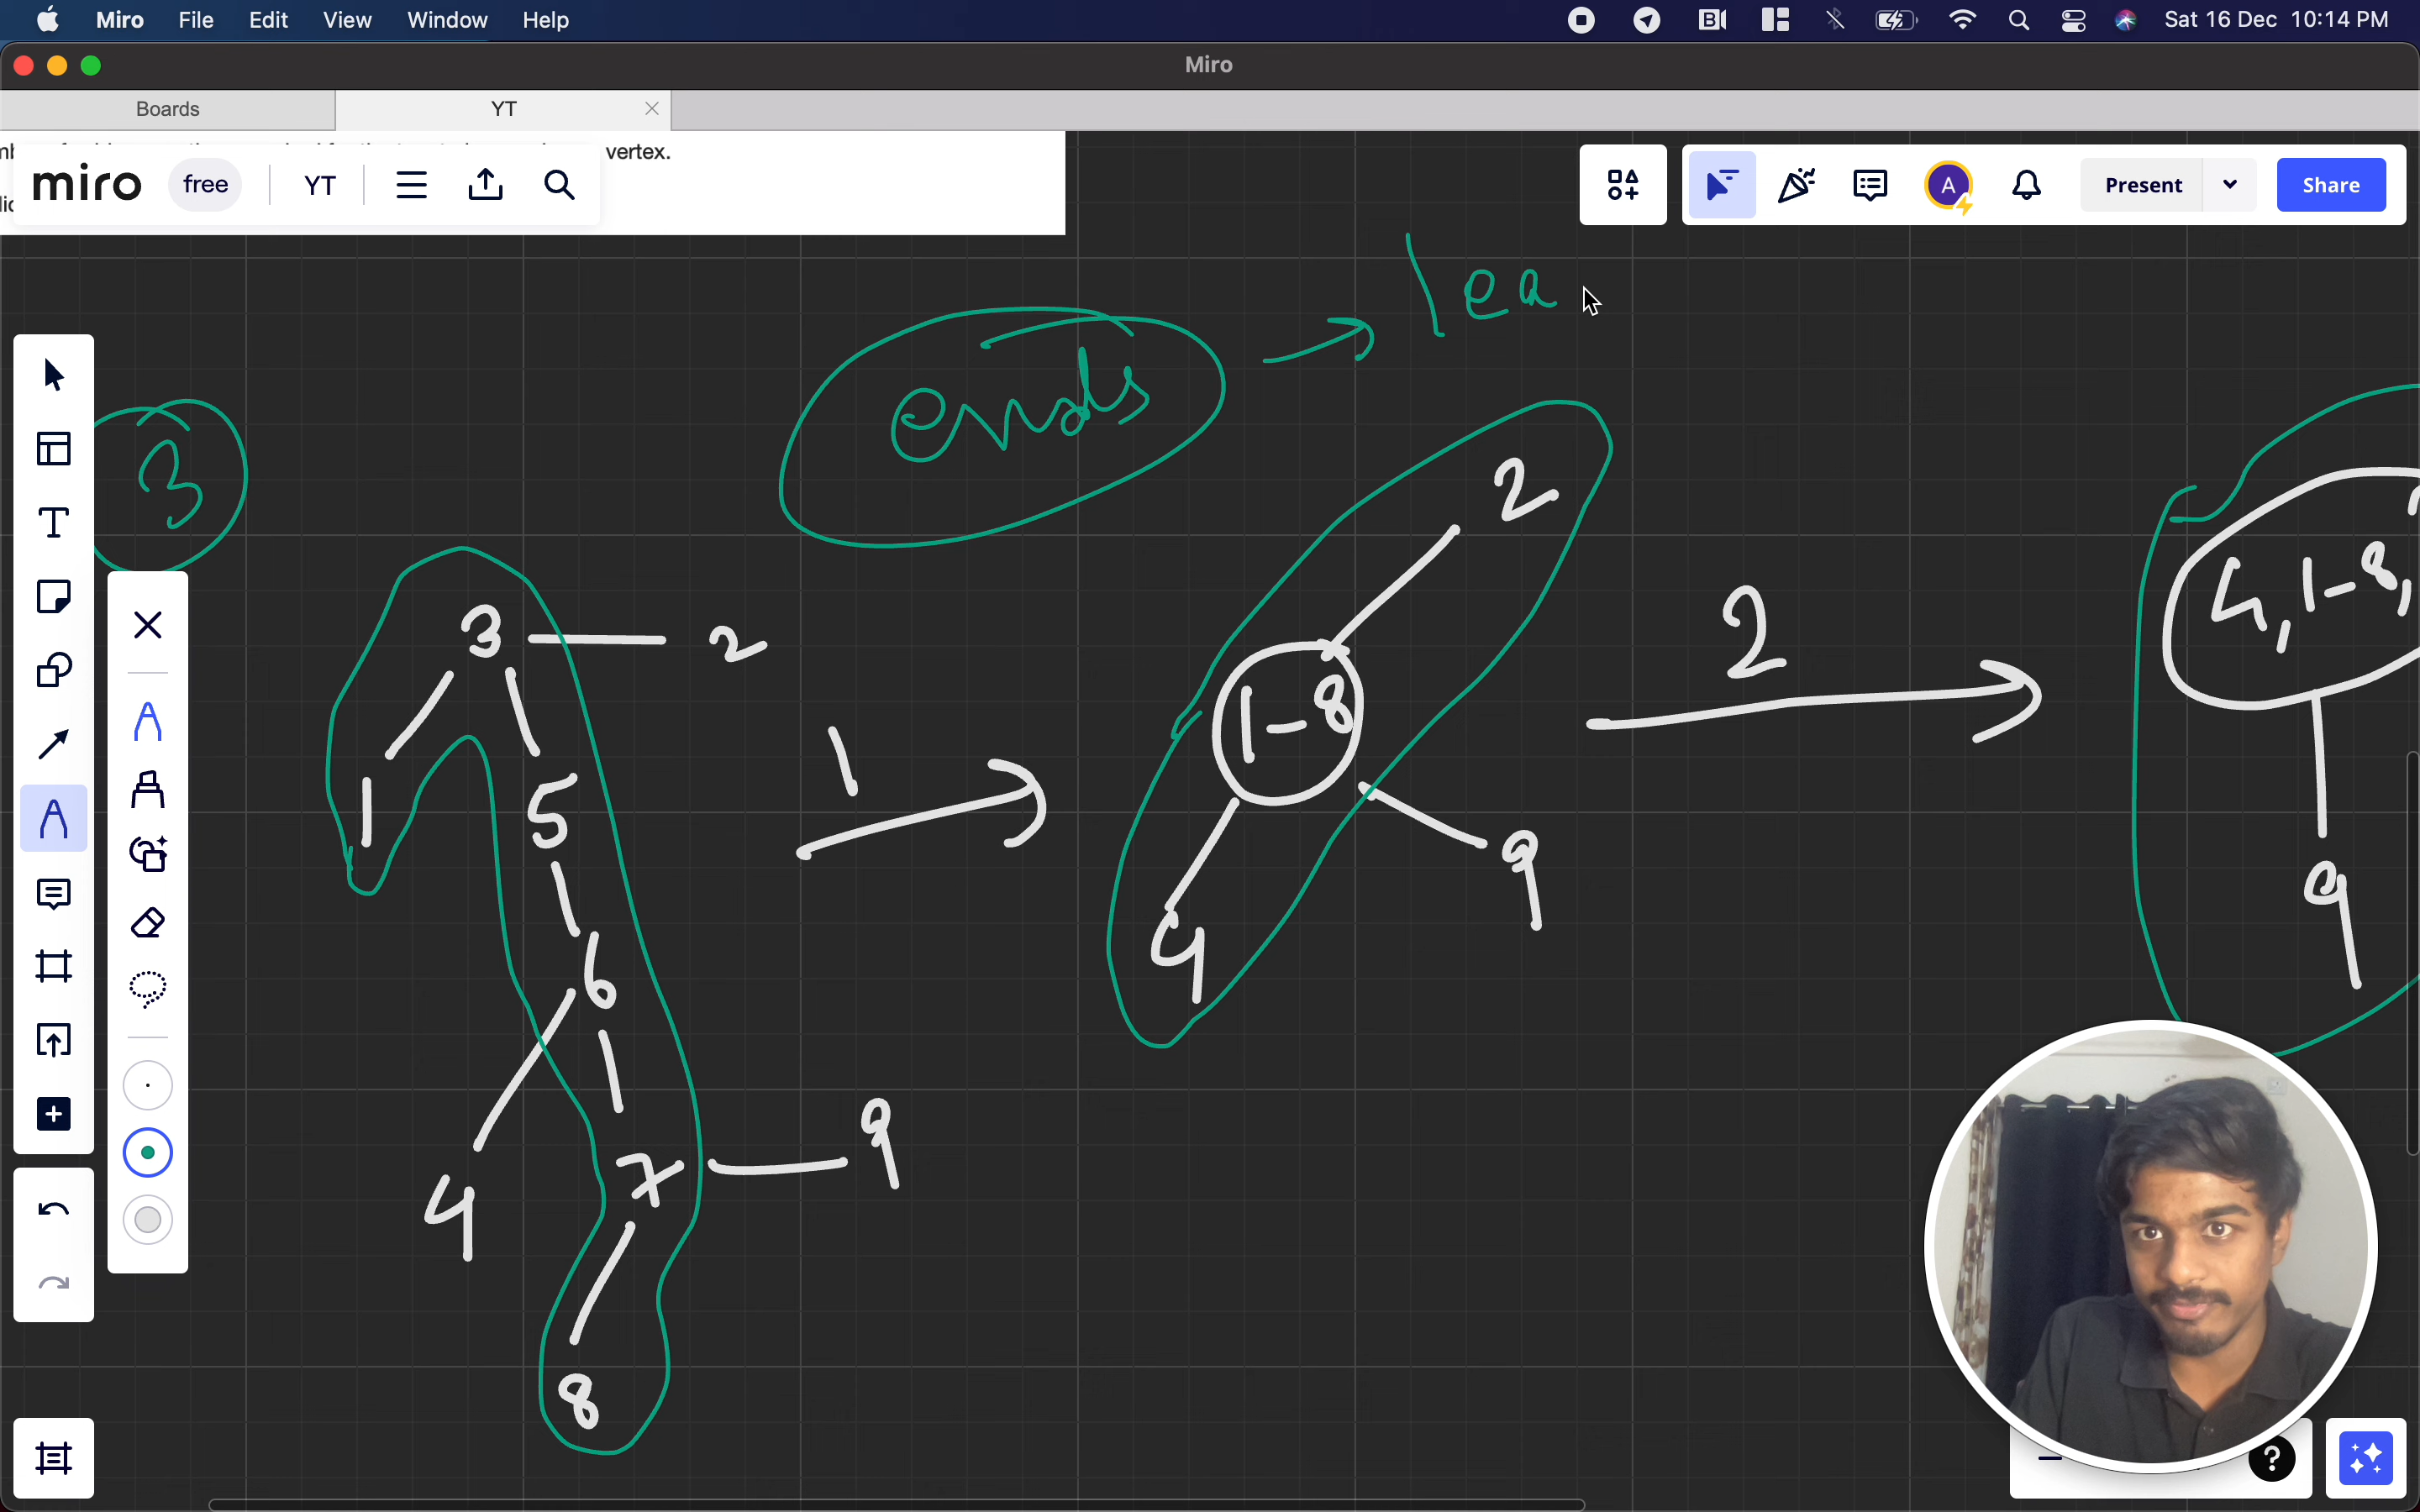 Miro File Edit View Window Help Sat 16 Dec 10:14 PM
Miro
Boards YT
vertex.
miro free YT Present Share
A
lea
ends
3
2
3 2
1 5
1
1-8
2
4,1-8,
6
4
9
9
7 9
4
8